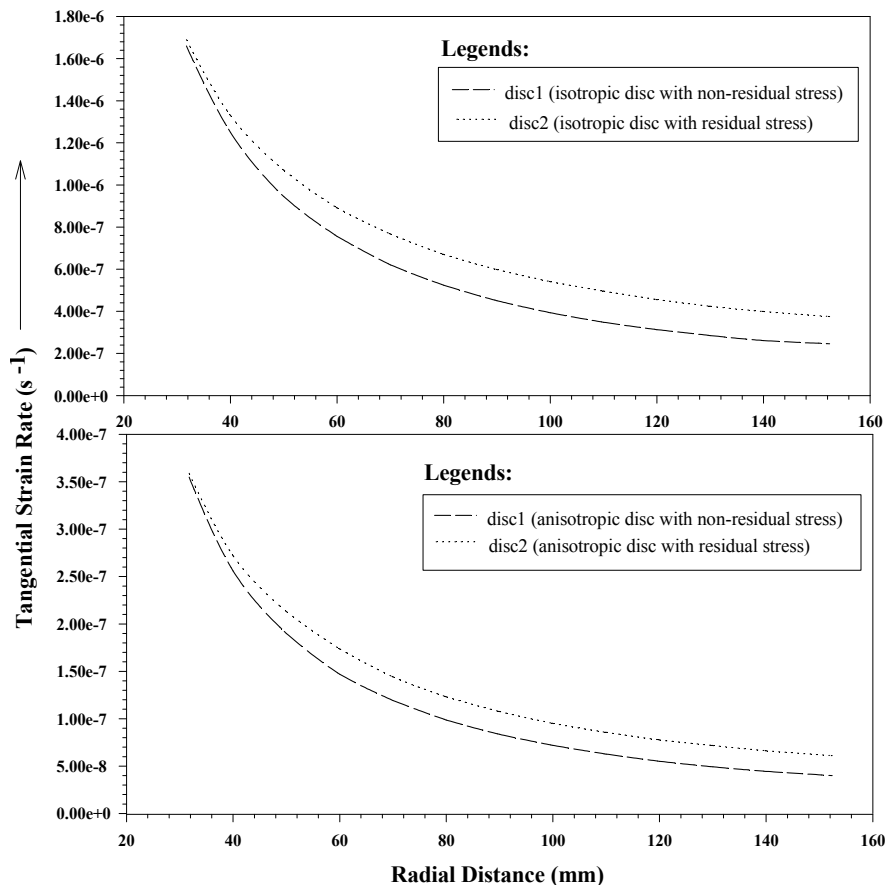 1.80e-6
1.60e-6
1.40e-6
1.20e-6
1.00e-6
8.00e-7
6.00e-7
4.00e-7
2.00e-7
0.00e+0
Legends:
disc1 (isotropic disc with non-residual stress)
disc2 (isotropic disc with residual stress)
20 40 60 80 100 120 140 160
Tangential Strain Rate (s -1)
4.00e-7
3.50e-7
3.00e-7
2.50e-7
2.00e-7
1.50e-7
1.00e-7
5.00e-8
0.00e+0
Legends:
disc1 (anisotropic disc with non-residual stress)
disc2 (anisotropic disc with residual stress)
20 40 60 80 100 120 140 160
Radial Distance (mm)